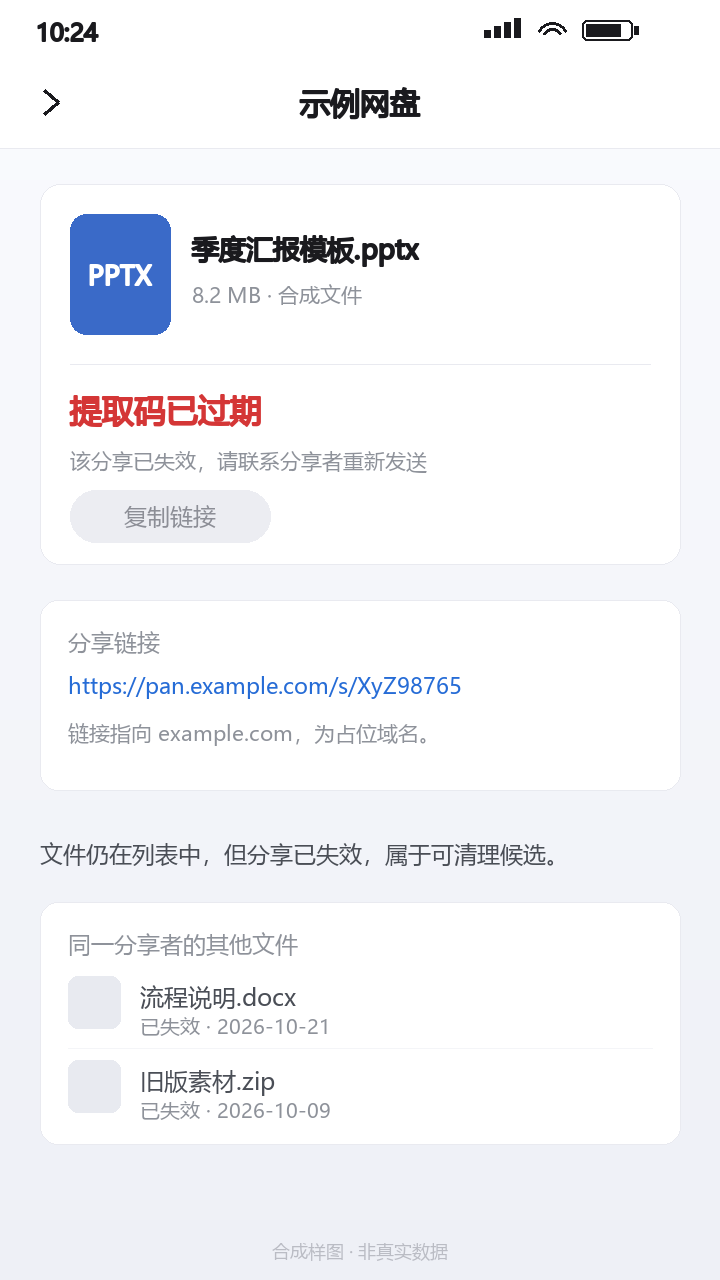 10:24
示例网盘
PPTX
季度汇报模板.pptx
8.2 MB · 合成文件
提取码已过期
该分享已失效，请联系分享者重新发送
复制链接
分享链接
https://pan.example.com/s/XyZ98765
链接指向 example.com，为占位域名。
文件仍在列表中，但分享已失效，属于可清理候选。
同一分享者的其他文件
流程说明.docx
已失效 · 2026-10-21
旧版素材.zip
已失效 · 2026-10-09
合成样图 · 非真实数据